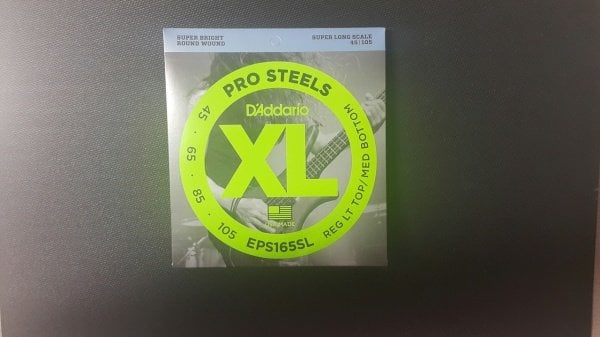 SUPER BRIGHT
ROUND WOUND
SUPER LONG SCALE
45 | 105
PRO STEELS
D'Addario
XL
45 · 65 · 85 · 105
REG LT TOP/MED BOTTOM
EPS165SL